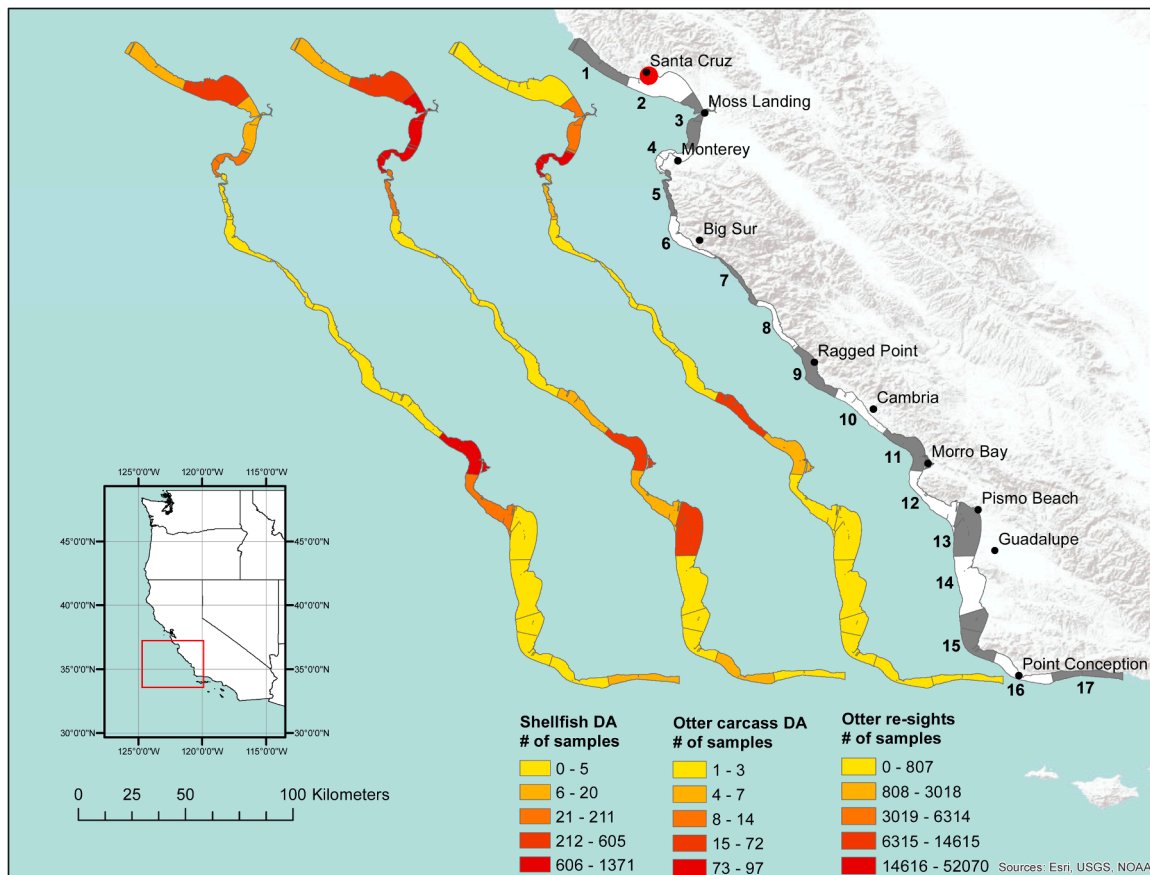 Santa Cruz
1
2
Moss Landing
3
4
Monterey
5
Big Sur
6
7
8
Ragged Point
9
Cambria
10
11
Morro Bay
12
Pismo Beach
13
Guadalupe
14
15
Point Conception
16
17
125°0'0"W 120°0'0"W 115°0'0"W
45°0'0"N 45°0'0"N
40°0'0"N 40°0'0"N
35°0'0"N 35°0'0"N
30°0'0"N 30°0'0"N
125°0'0"W 120°0'0"W 115°0'0"W
0 25 50 100 Kilometers
Shellfish DA
# of samples
0 - 5
6 - 20
21 - 211
212 - 605
606 - 1371
Otter carcass DA
# of samples
1 - 3
4 - 7
8 - 14
15 - 72
73 - 97
Otter re-sights
# of samples
0 - 807
808 - 3018
3019 - 6314
6315 - 14615
14616 - 52070
Sources: Esri, USGS, NOAA